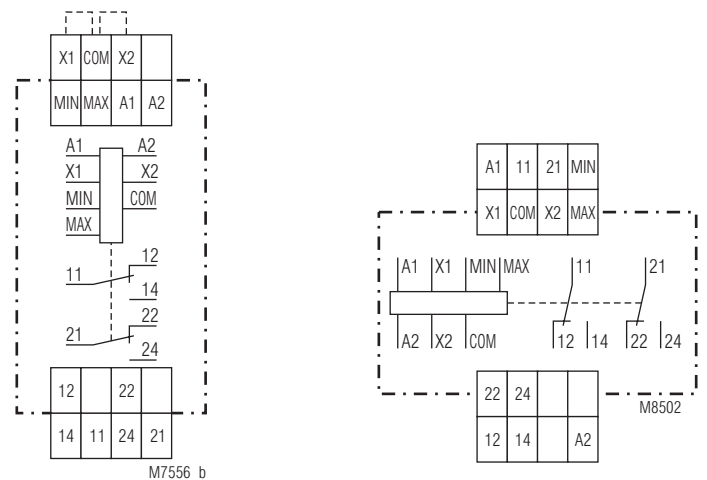 X1 COM X2
MIN MAX A1 A2
A1 A2
X1 X2
MIN COM
MAX
12
11
14
22
21
24
12 22
14 11 24 21
M7556 b
A1 11 21 MIN
X1 COM X2 MAX
A1 X1 MIN MAX 11 21
A2 X2 COM 12 14 22 24
M8502
22 24
12 14 A2